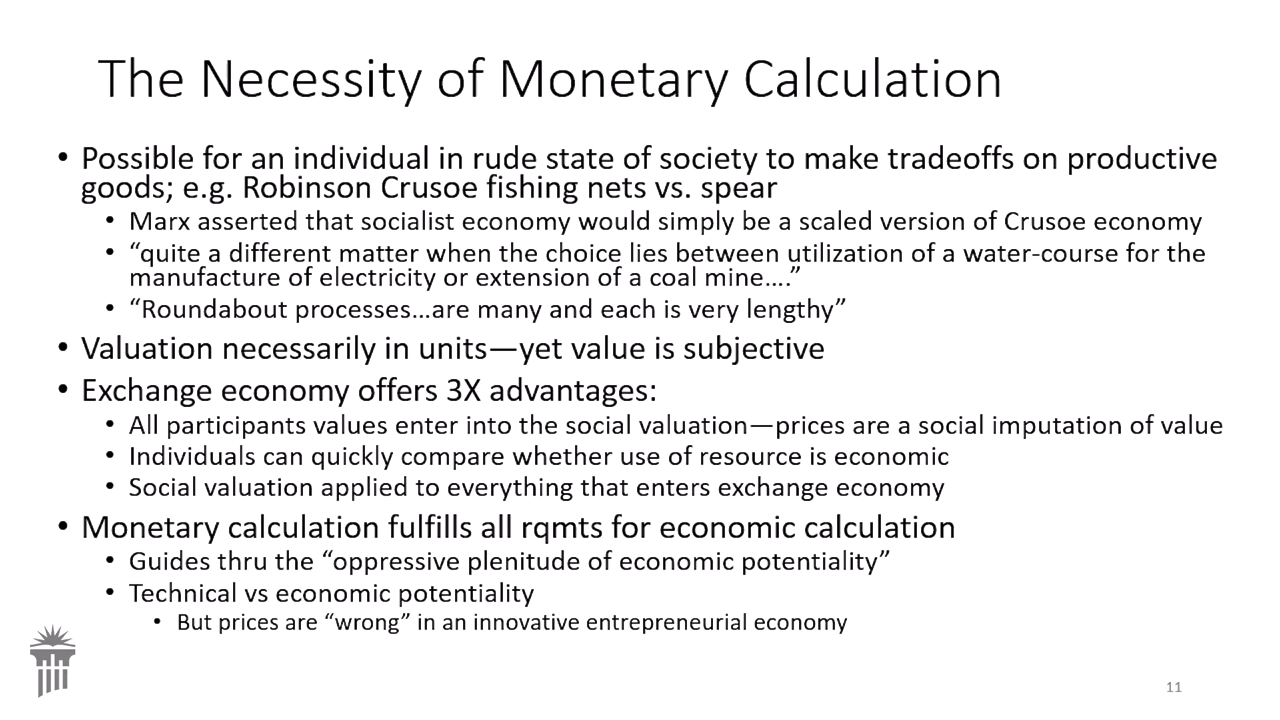 The Necessity of Monetary Calculation
• Possible for an individual in rude state of society to make tradeoffs on productive
goods; e.g. Robinson Crusoe fishing nets vs. spear
• Marx asserted that socialist economy would simply be a scaled version of Crusoe economy
• “quite a different matter when the choice lies between utilization of a water-course for the
manufacture of electricity or extension of a coal mine….”
• “Roundabout processes…are many and each is very lengthy”
• Valuation necessarily in units—yet value is subjective
• Exchange economy offers 3X advantages:
• All participants values enter into the social valuation—prices are a social imputation of value
• Individuals can quickly compare whether use of resource is economic
• Social valuation applied to everything that enters exchange economy
• Monetary calculation fulfills all rqmts for economic calculation
• Guides thru the “oppressive plenitude of economic potentiality”
• Technical vs economic potentiality
• But prices are “wrong” in an innovative entrepreneurial economy
11